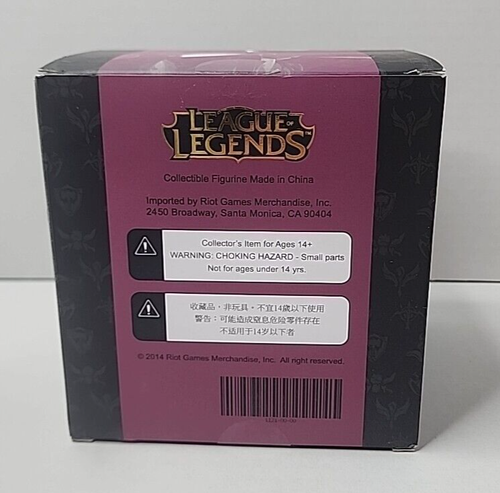 LEAGUE OF
LEGENDS™
Collectible Figurine Made in China
Imported by Riot Games Merchandise, Inc.
2450 Broadway, Santa Monica, CA 90404
Collector's Item for Ages 14+
WARNING: CHOKING HAZARD - Small parts
Not for ages under 14 yrs.
收藏品，非玩具。不宜14歲以下使用
警告：可能造成窒息危險零件存在
不适用于14岁以下者
© 2014 Riot Games Merchandise, Inc. All right reserved.